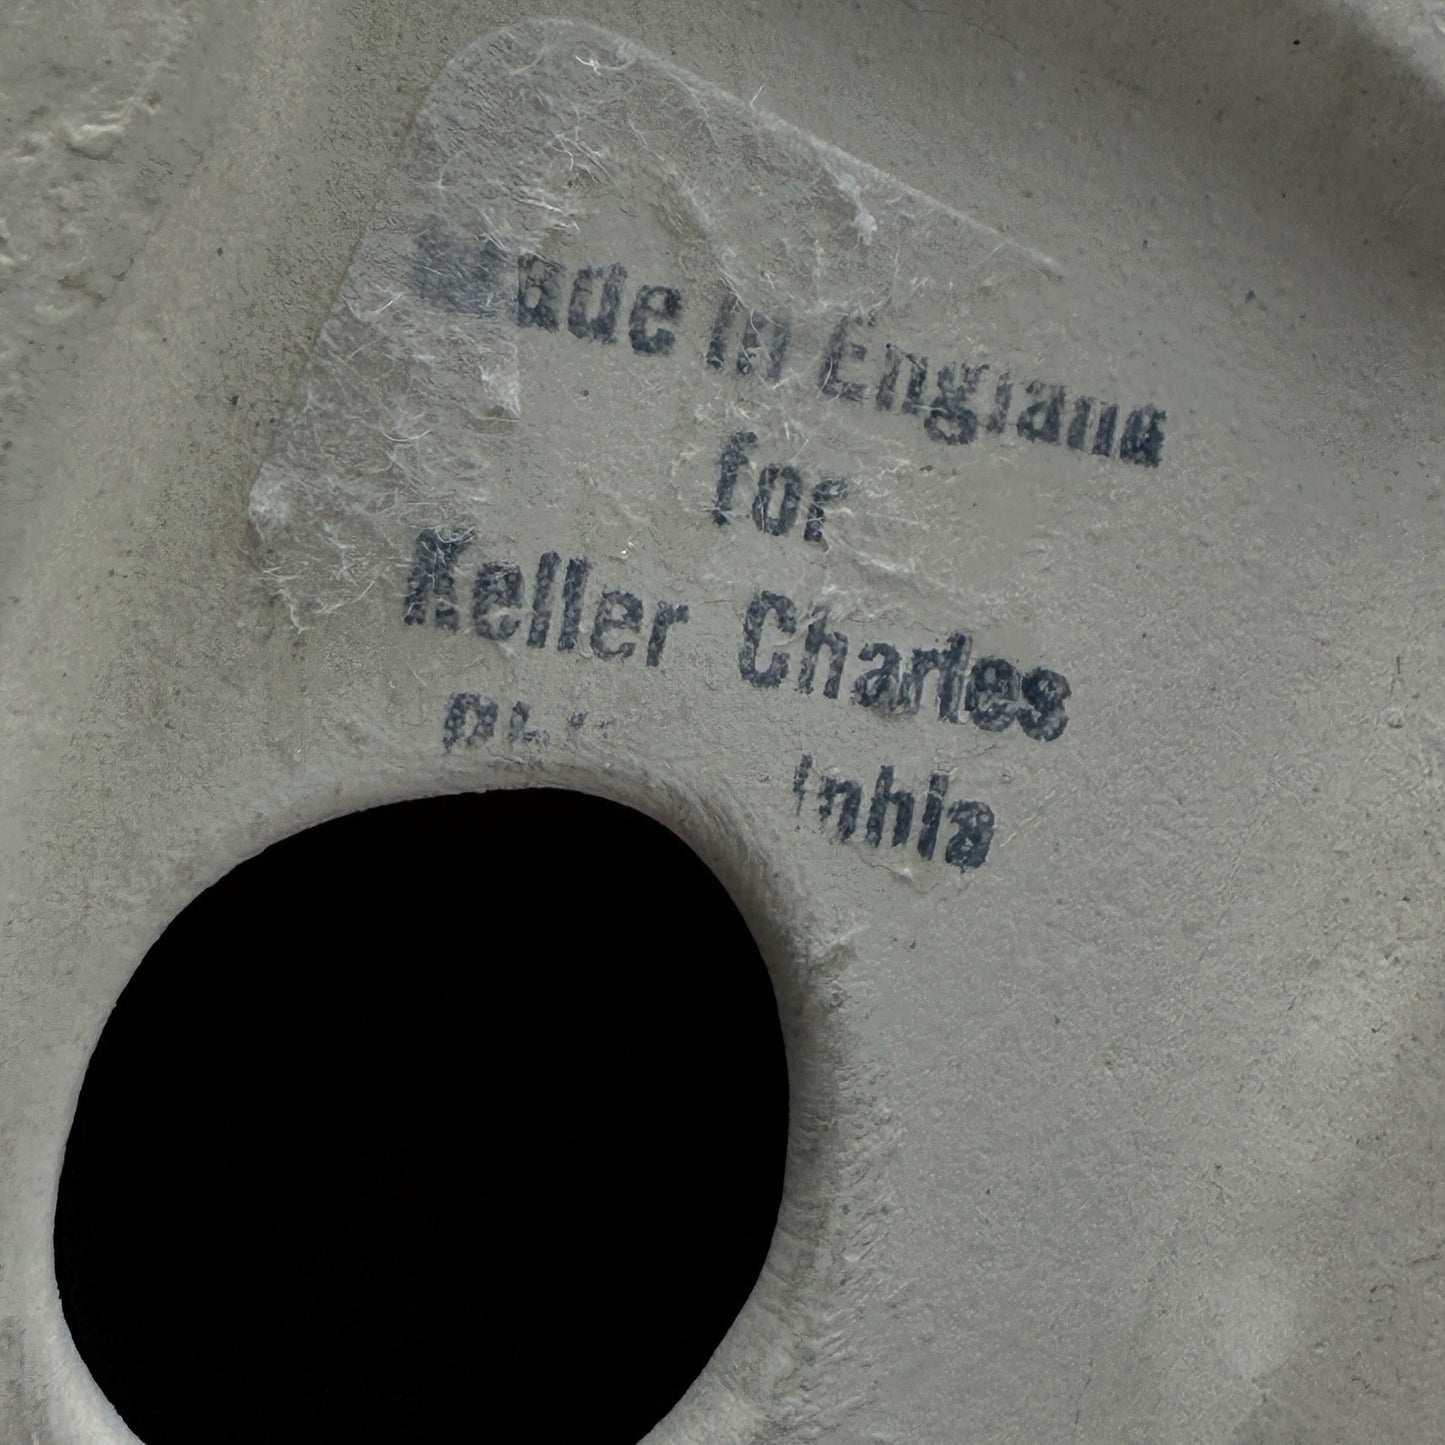 Made in England
for
Keller Charles